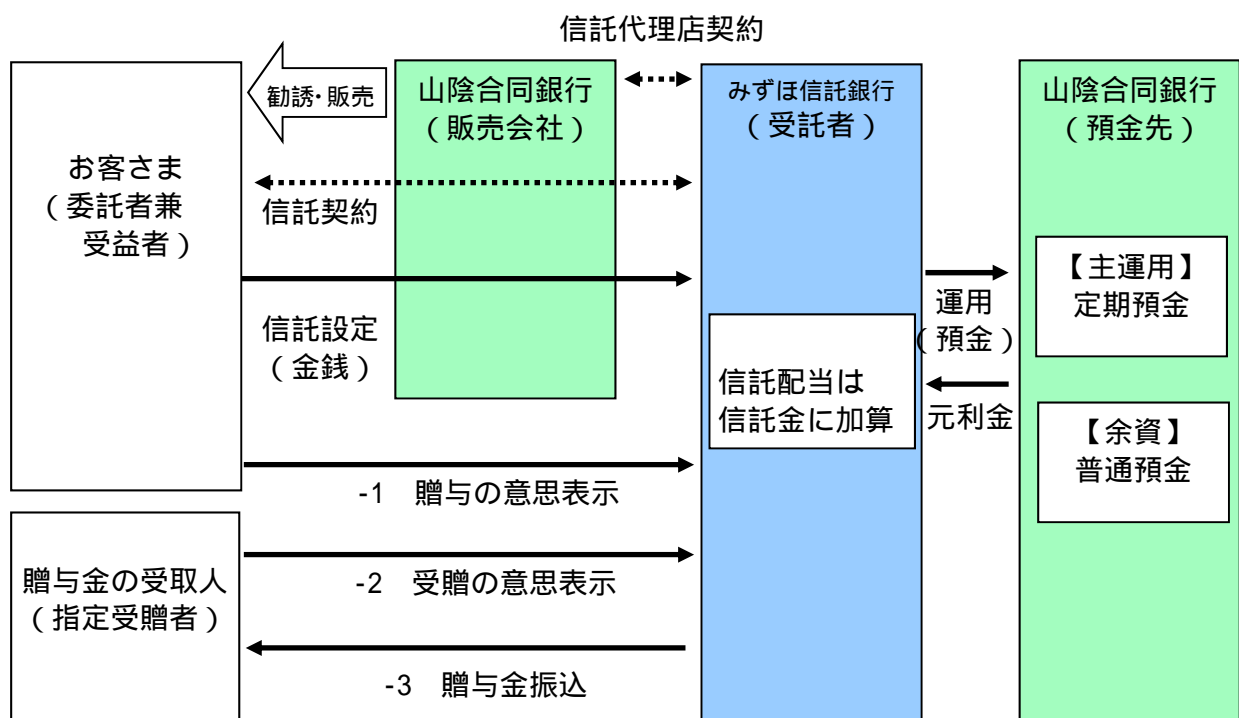 信託代理店契約
勧誘・販売
山陰合同銀行
（販売会社）
みずほ信託銀行
（受託者）
山陰合同銀行
（預金先）
お客さま
（委託者兼
受益者）
信託契約
信託設定
（金銭）
運用
（預金）
元利金
【主運用】
定期預金
【余資】
普通預金
信託配当は
信託金に加算
-1　贈与の意思表示
贈与金の受取人
（指定受贈者）
-2　受贈の意思表示
-3　贈与金振込